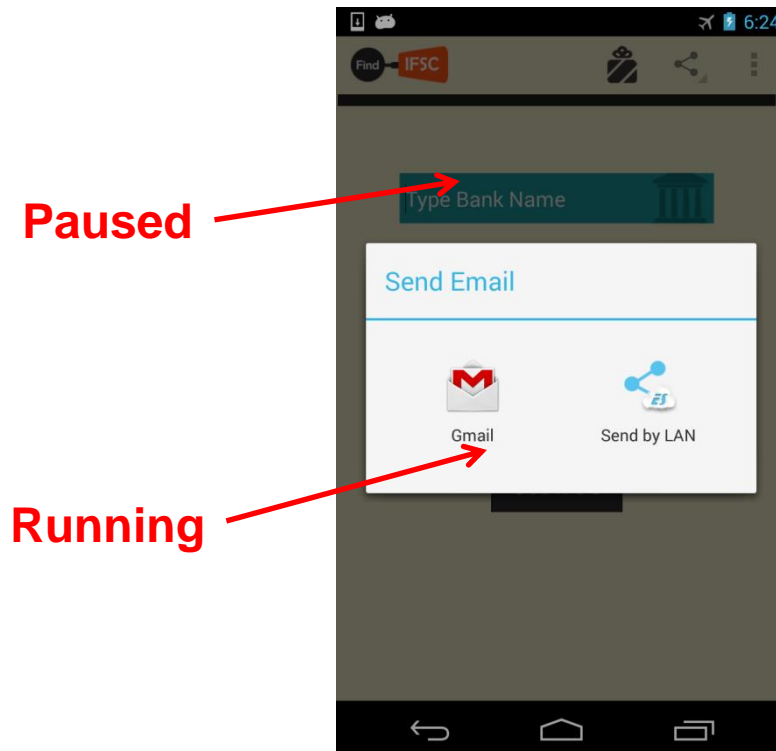 6:24
Find IFSC
Paused
Type Bank Name
Send Email
ES
Gmail
Send by LAN
Running